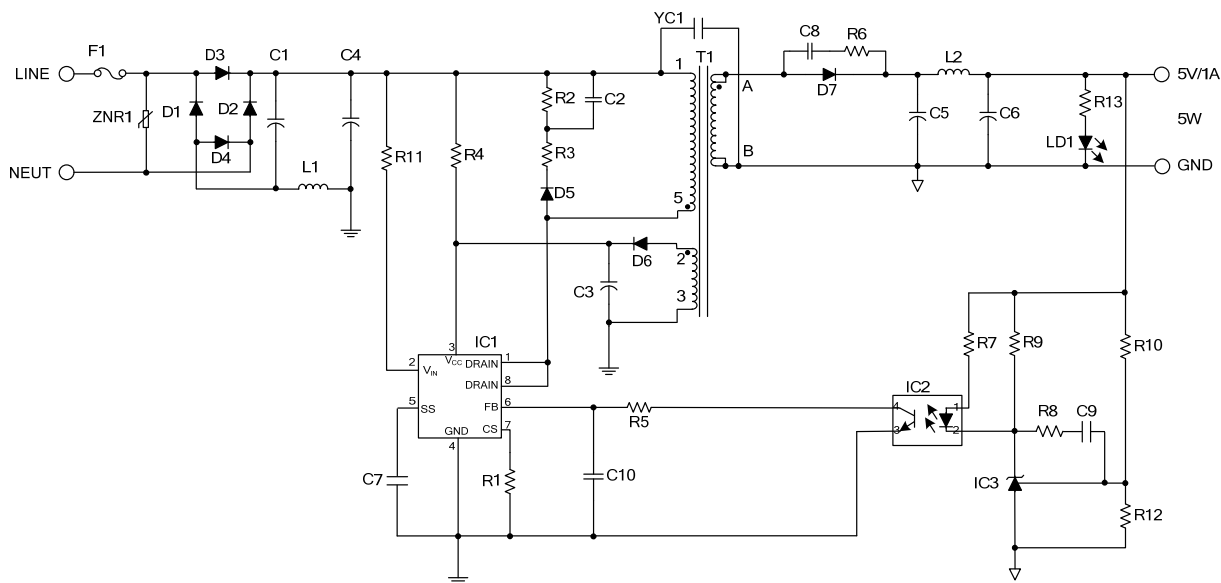 YC1
F1
D3
C1
C4
T1
C8
R6
L2
LINE
1
5V/1A
D7
A
R2
C2
R13
D1
D2
ZNR1
C5
C6
5W
D4
LD1
R11
R4
R3
B
NEUT
L1
GND
D5
5
2
D6
C3
3
IC1
3
VCC
DRAIN
1
2
VIN
R7
R9
R10
DRAIN
8
IC2
5
SS
FB
6
4
1
R8
C9
R5
GND
CS
7
3
2
4
C7
R1
C10
IC3
R12